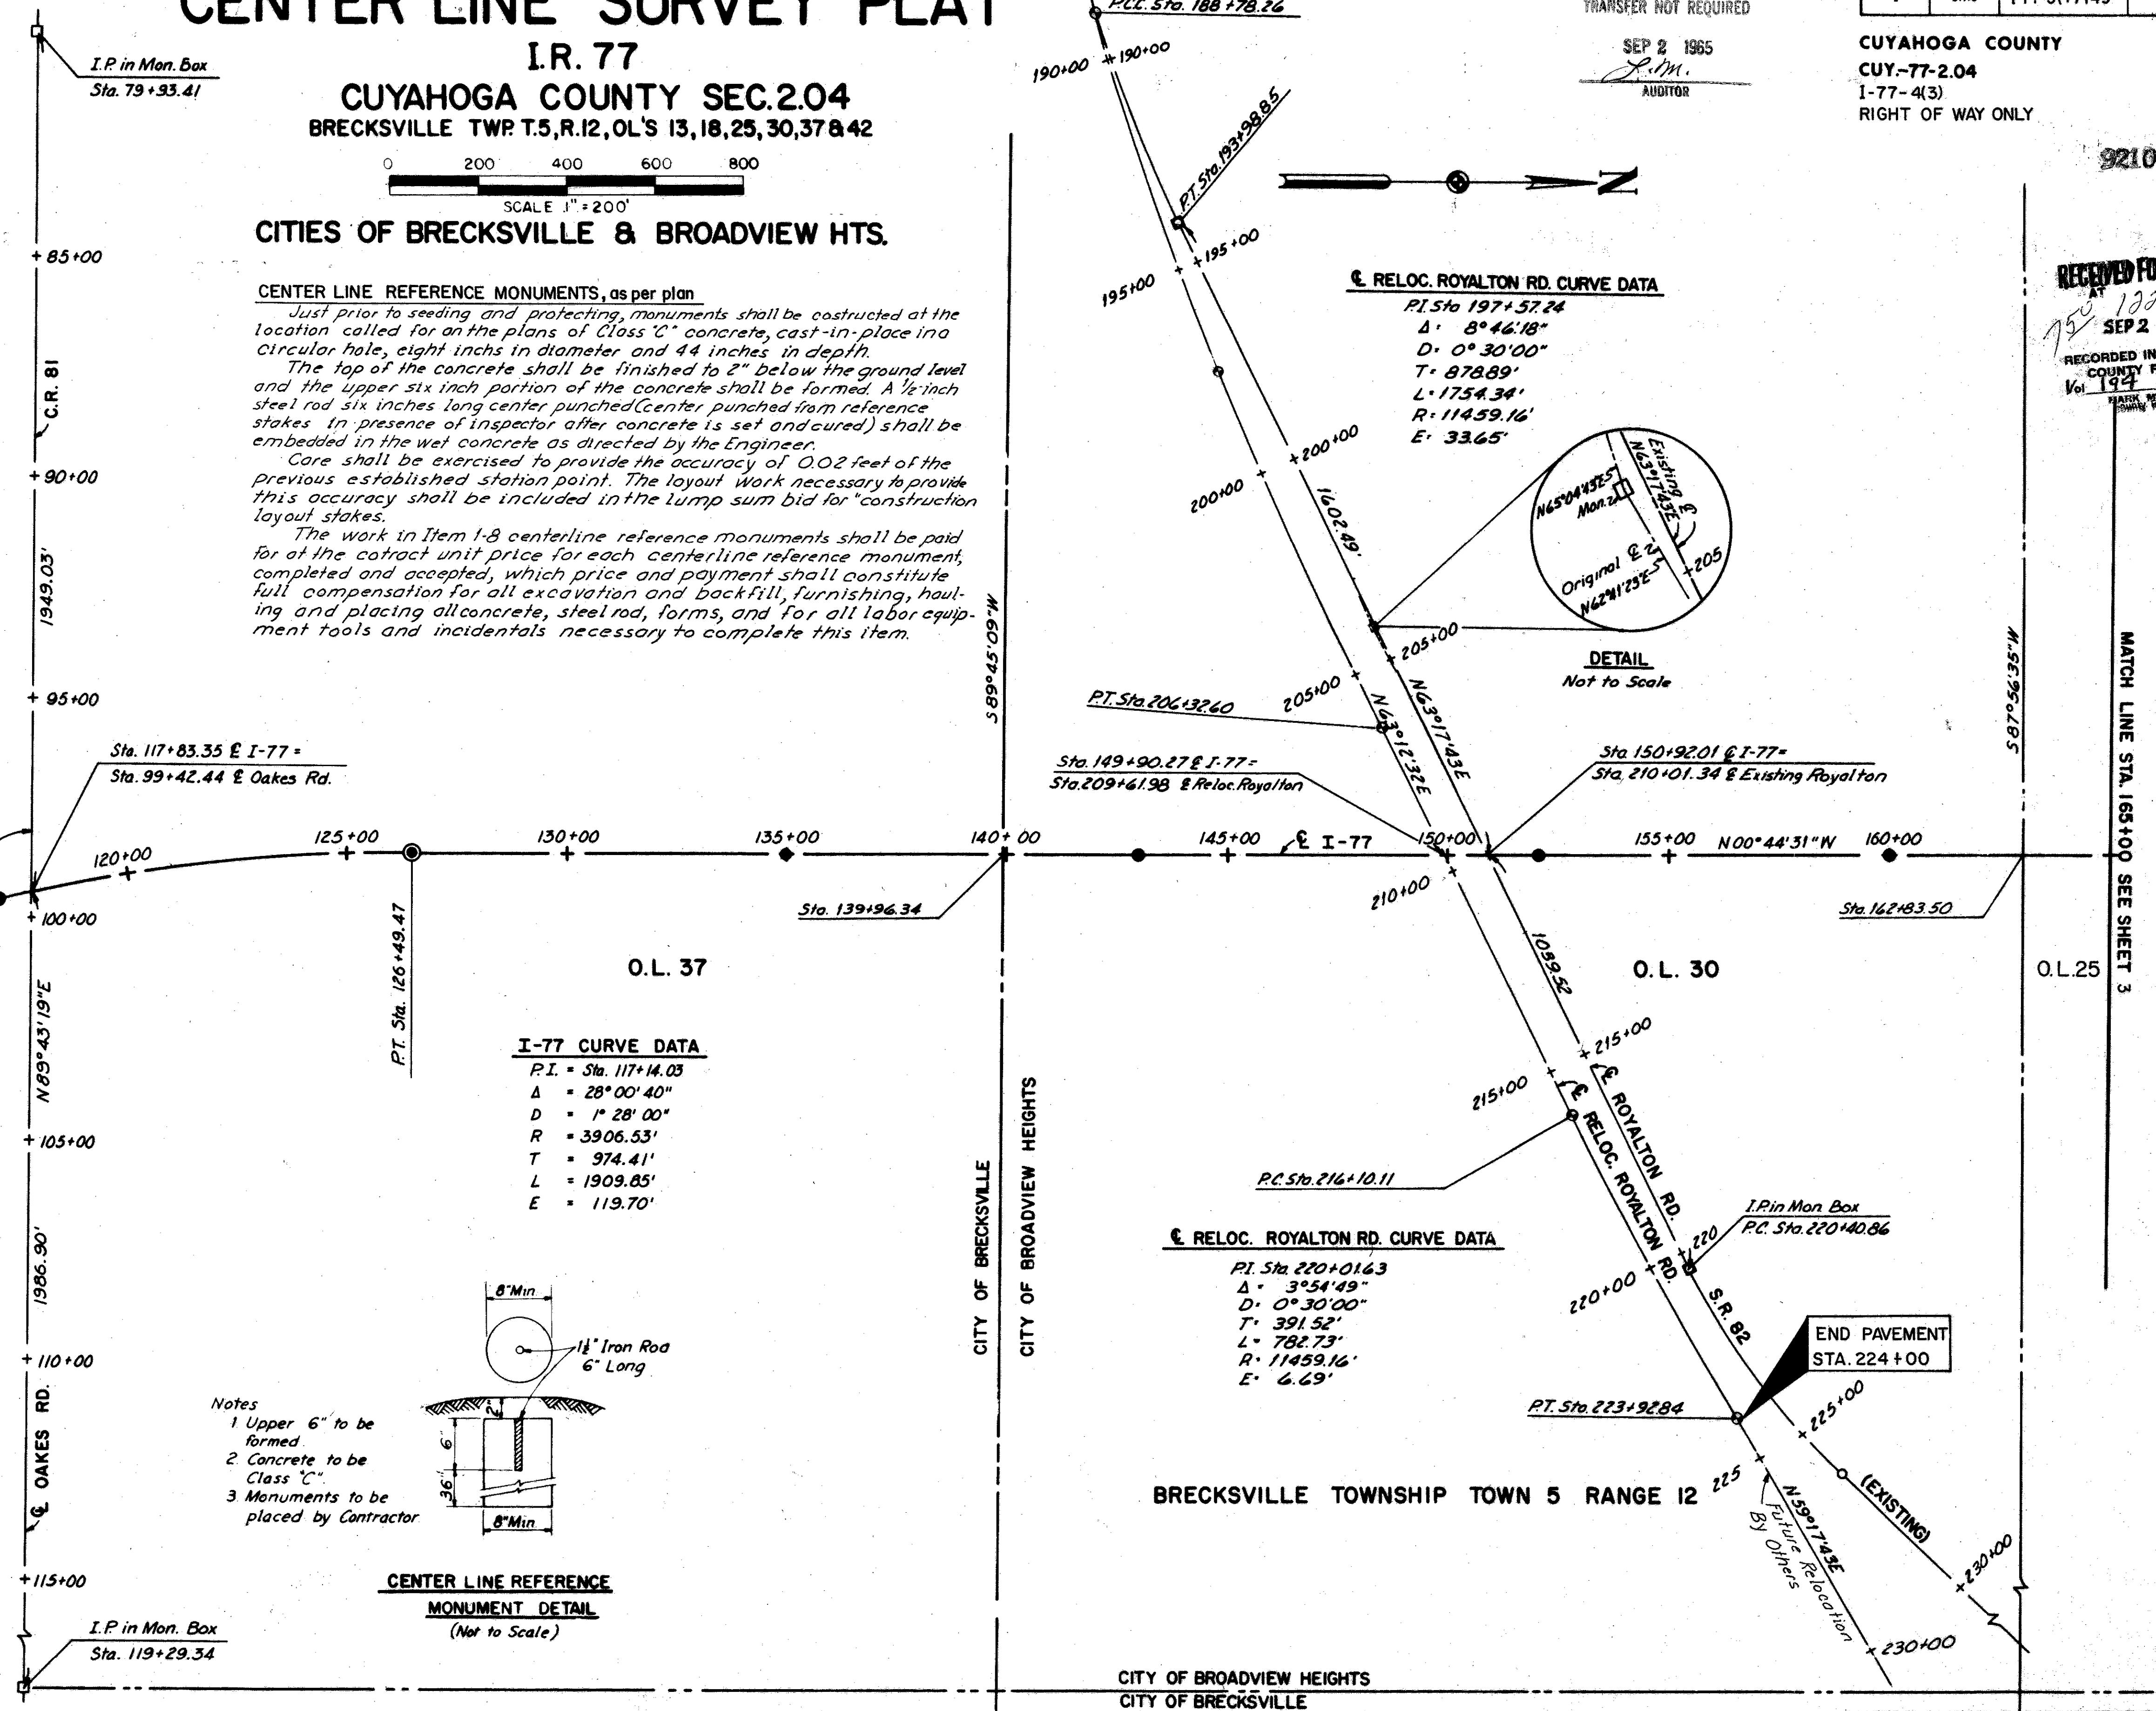 CENTER LINE SURVEY PLAT
I.R. 77
CUYAHOGA COUNTY SEC.2.04
BRECKSVILLE TWP. T.5,R.12,OL'S 13,18,25,30,37&42
0 200 400 600 800
SCALE 1"=200'
CITIES OF BRECKSVILLE & BROADVIEW HTS.
CENTER LINE REFERENCE MONUMENTS, as per plan
Just prior to seeding and protecting, monuments shall be costructed at the
location called for on the plans of Class "C" concrete, cast-in-place in a
circular hole, eight inchs in diameter and 44 inches in depth.
The top of the concrete shall be finished to 2" below the ground level
and the upper six inch portion of the concrete shall be formed. A 1/2-inch
steel rod six inches long center punched (center punched from reference
stakes in presence of inspector after concrete is set and cured) shall be
embedded in the wet concrete as directed by the Engineer.
Care shall be exercised to provide the accuracy of 0.02 feet of the
previous established station point. The layout work necessary to provide
this accuracy shall be included in the lump sum bid for "construction
layout stakes.
The work in Item I-8 centerline reference monuments shall be paid
for at the cotract unit price for each centerline reference monument,
completed and accepted, which price and payment shall constitute
full compensation for all excavation and backfill, furnishing, haul-
ing and placing all concrete, steel rod, forms, and for all labor equip-
ment tools and incidentals necessary to complete this item.
I.P. in Mon. Box
Sta. 79+93.41
85+00
C.R. 81
90+00
1949.03'
95+00
Sta. 117+83.35 ℄ I-77 =
Sta. 99+42.44 ℄ Oakes Rd.
100+00
N89°43'19"E
105+00
1986.90'
110+00
℄ OAKES RD.
115+00
I.P. in Mon. Box
Sta. 119+29.34
P.C.C. Sta. 188+78.26
190+00
190+00
P.T. Sta. 193+98.85
195+00
195+00
200+00
200+00
1602.49'
205+00
205+00
N63°17'43E
N63°12'32E
P.T. Sta. 206+32.60
Sta. 149+90.27 ℄ I-77 =
Sta. 209+61.98 ℄ Reloc. Royalton
Sta 150+92.01 ℄ I-77=
Sta. 210+01.34 ℄ Existing Royalton
TRANSFER NOT REQUIRED
SEP 2 1965
L.M.
AUDITOR
CUYAHOGA COUNTY
CUY.-77-2.04
I-77-4(3)
RIGHT OF WAY ONLY
9210
N
RECEIVED FO
AT
SEP 2
RECORDED IN
COUNTY
Vol 194
℄ RELOC. ROYALTON RD. CURVE DATA
P.I. Sta 197+57.24
Δ= 8°46'18"
D= 0°30'00"
T= 878.89'
L= 1754.34'
R= 11459.16'
E= 33.65'
Existing ℄
N63°17'43E
N65°04'43E
Mon.
Original ℄
N62°41'23"E
205
DETAIL
Not to Scale
S89°45'09"W
S87°56'35"W
MATCH LINE STA. 165+00 SEE SHEET 3
120+00
125+00
130+00
135+00
140+00
145+00
℄ I-77
150+00
155+00
N00°44'31"W
160+00
P.T. Sta. 126+49.47
Sta. 139+96.34
210+00
Sta. 162+83.50
O.L. 37
O.L. 30
O.L.25
1039.52
I-77 CURVE DATA
P.I. = Sta. 117+14.03
Δ = 28°00'40"
D = 1°28'00"
R = 3906.53'
T = 974.41'
L = 1909.85'
E = 119.70'
CITY OF BRECKSVILLE
CITY OF BROADVIEW HEIGHTS
215+00
215+00
℄ ROYALTON RD.
℄ RELOC. ROYALTON RD.
P.C. Sta. 216+10.11
I.P. in Mon Box
P.C. Sta. 220+40.86
220
220+00
S.R. 82
℄ RELOC. ROYALTON RD. CURVE DATA
P.I. Sta. 220+01.63
Δ= 3°54'49"
D= 0°30'00"
T= 391.52'
L= 782.73'
R= 11459.16'
E= 6.69'
END PAVEMENT
STA. 224+00
P.T. Sta. 223+92.84
225+00
225
(EXISTING)
N59°17'43E
Future Relocation
By Others
230+00
230+00
BRECKSVILLE TOWNSHIP TOWN 5 RANGE 12
8"Min
1½" Iron Rod
6" Long
2"
6"
36"
8"Min
Notes
1 Upper 6" to be
formed
2. Concrete to be
Class "C".
3. Monuments to be
placed by Contractor
CENTER LINE REFERENCE
MONUMENT DETAIL
(Not to Scale)
CITY OF BROADVIEW HEIGHTS
CITY OF BRECKSVILLE